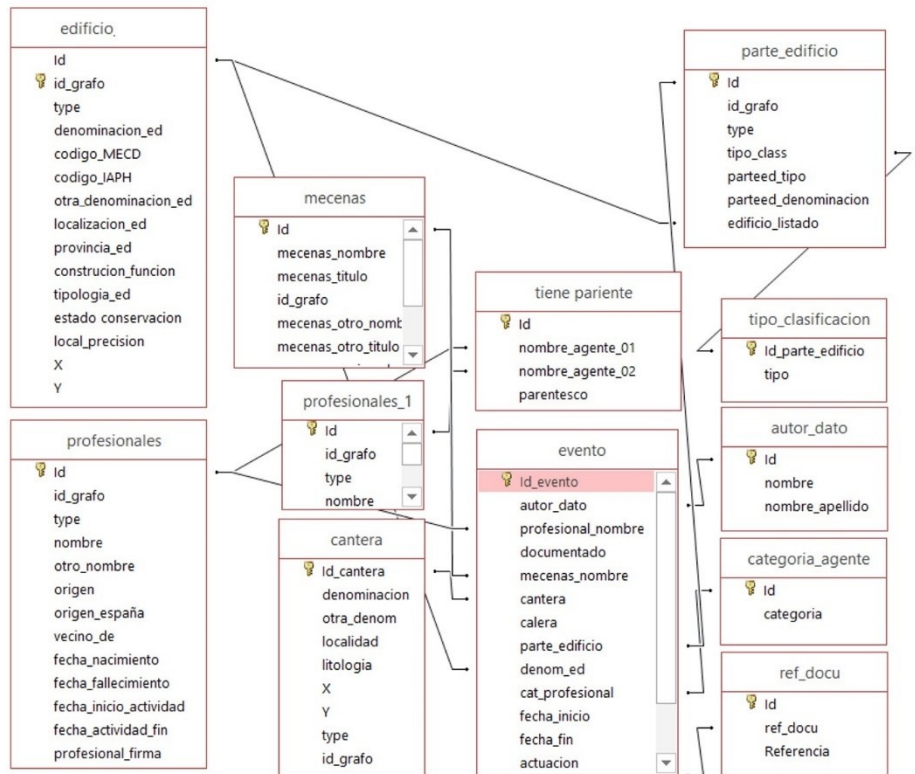 edificio
Id
id_grafo
type
denominacion_ed
codigo_MECD
codigo_IAPH
otra_denominacion_ed
localizacion_ed
provincia_ed
construcion_funcion
tipologia_ed
estado conservacion
local_precision
X
Y
profesionales
Id
id_grafo
type
nombre
otro_nombre
origen
origen_españa
vecino_de
fecha_nacimiento
fecha_fallecimiento
fecha_inicio_actividad
fecha_actividad_fin
profesional_firma
mecenas
Id
mecenas_nombre
mecenas_titulo
id_grafo
mecenas_otro_nomb
mecenas_otro_titulo
profesionales_1
Id
id_grafo
type
nombre
cantera
Id_cantera
denominacion
otra_denom
localidad
litologia
X
Y
type
id_grafo
tiene pariente
Id
nombre_agente_01
nombre_agente_02
parentesco
evento
Id_evento
autor_dato
profesional_nombre
documentado
mecenas_nombre
cantera
calera
parte_edificio
denom_ed
cat_profesional
fecha_inicio
fecha_fin
actuacion
parte_edificio
Id
id_grafo
type
tipo_class
parteed_tipo
parteed_denominacion
edificio_listado
tipo_clasificacion
Id_parte_edificio
tipo
autor_dato
Id
nombre
nombre_apellido
categoria_agente
Id
categoria
ref_docu
Id
ref_docu
Referencia